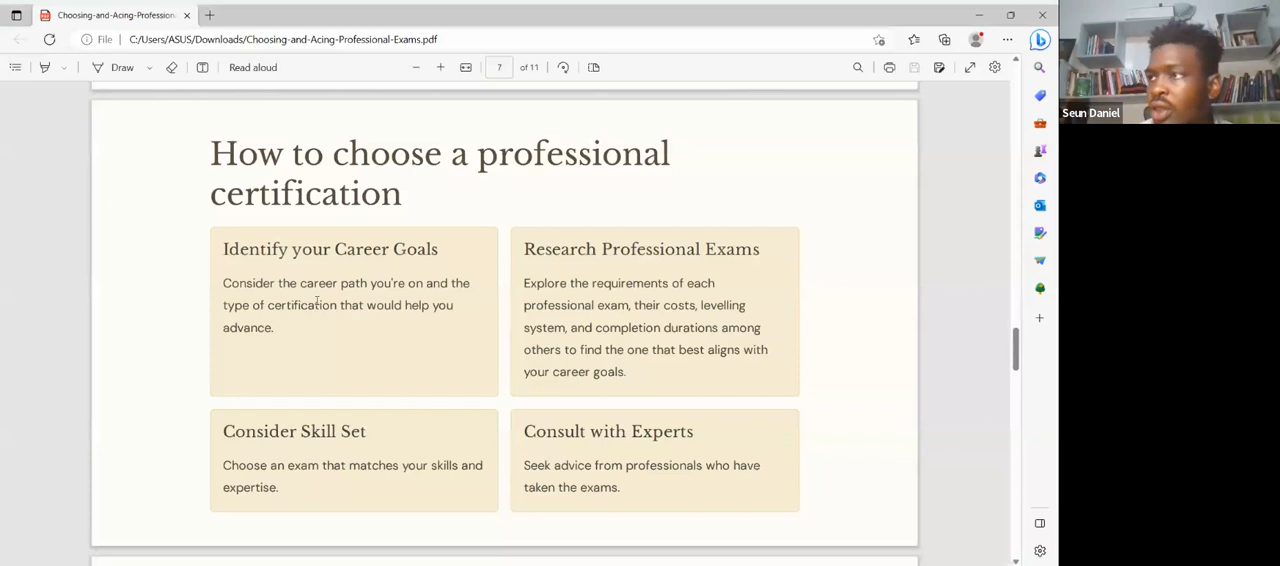 Choosing-and-Acing-Professional
File
C:/Users/ASUS/Downloads/Choosing-and-Acing-Professional-Exams.pdf
Draw
Read aloud
7
of 11
How to choose a professional
certification
Identify your Career Goals
Consider the career path you're on and the
type of certification that would help you
advance.
Research Professional Exams
Explore the requirements of each
professional exam, their costs, levelling
system, and completion durations among
others to find the one that best aligns with
your career goals.
Consider Skill Set
Choose an exam that matches your skills and
expertise.
Consult with Experts
Seek advice from professionals who have
taken the exams.
Seun Daniel